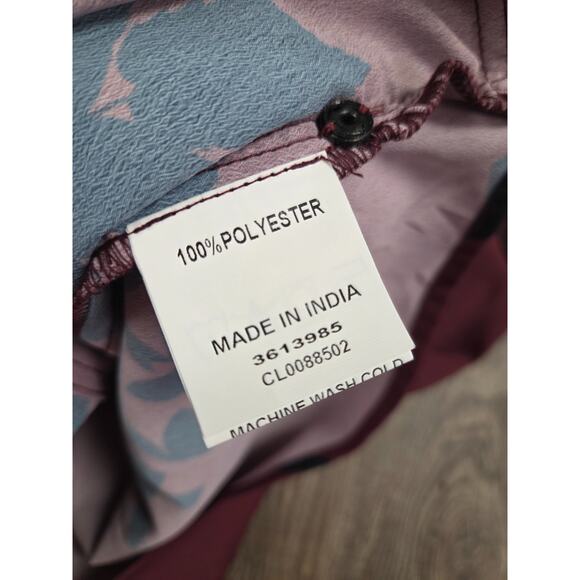 100%POLYESTER
MADE IN INDIA
3613985
CL0088502
MACHINE WASH COLD